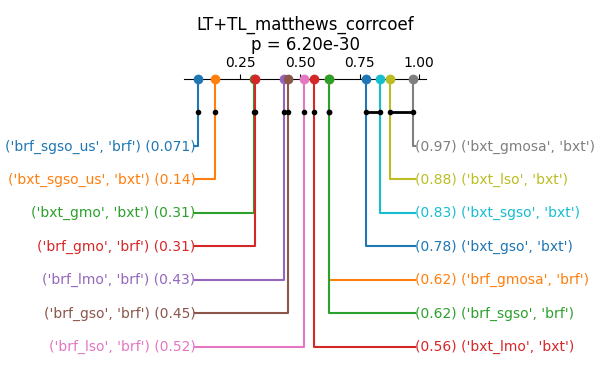 LT+TL_matthews_corrcoef
p = 6.20e-30
0.25 0.50 0.75 1.00
('brf_sgso_us', 'brf') (0.071)
(0.97) ('bxt_gmosa', 'bxt')
('bxt_sgso_us', 'bxt') (0.14)
(0.88) ('bxt_lso', 'bxt')
('bxt_gmo', 'bxt') (0.31)
(0.83) ('bxt_sgso', 'bxt')
('brf_gmo', 'brf') (0.31)
(0.78) ('bxt_gso', 'bxt')
('brf_lmo', 'brf') (0.43)
(0.62) ('brf_gmosa', 'brf')
('brf_gso', 'brf') (0.45)
(0.62) ('brf_sgso', 'brf')
('brf_lso', 'brf') (0.52)
(0.56) ('bxt_lmo', 'bxt')